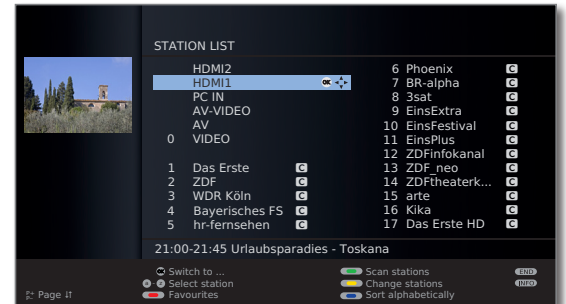 STATION LIST
HDMI2
HDMI1 OK
PC IN
AV-VIDEO
AV
0 VIDEO
1 Das Erste C
2 ZDF C
3 WDR Köln C
4 Bayerisches FS C
5 hr-fernsehen C
6 Phoenix C
7 BR-alpha C
8 3sat C
9 EinsExtra C
10 EinsFestival C
11 EinsPlus C
12 ZDFinfokanal C
13 ZDF_neo C
14 ZDFtheaterk... C
15 arte C
16 Kika C
17 Das Erste HD C
21:00-21:45 Urlaubsparadies - Toskana
OK Switch to ...
Select station
Favourites
Scan stations
Change stations
Sort alphabetically
END
INFO
P+ P- Page